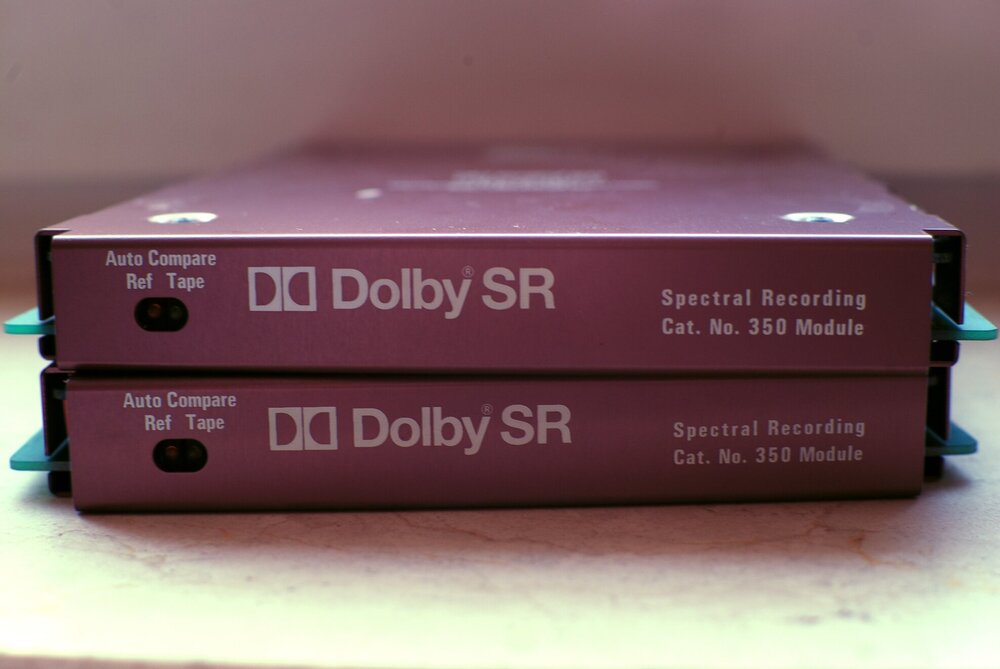 Auto Compare
Ref Tape
Dolby® SR
Spectral Recording
Cat. No. 350 Module
Auto Compare
Ref Tape
Dolby® SR
Spectral Recording
Cat. No. 350 Module